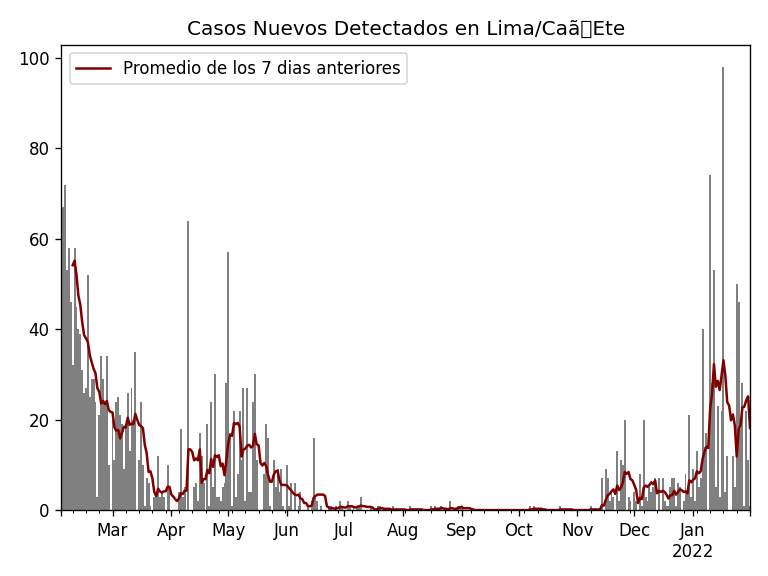 Casos Nuevos Detectados en Lima/Caã�Ete
Promedio de los 7 dias anteriores
100
80
60
40
20
0
Mar Apr May Jun Jul Aug Sep Oct Nov Dec Jan
2022